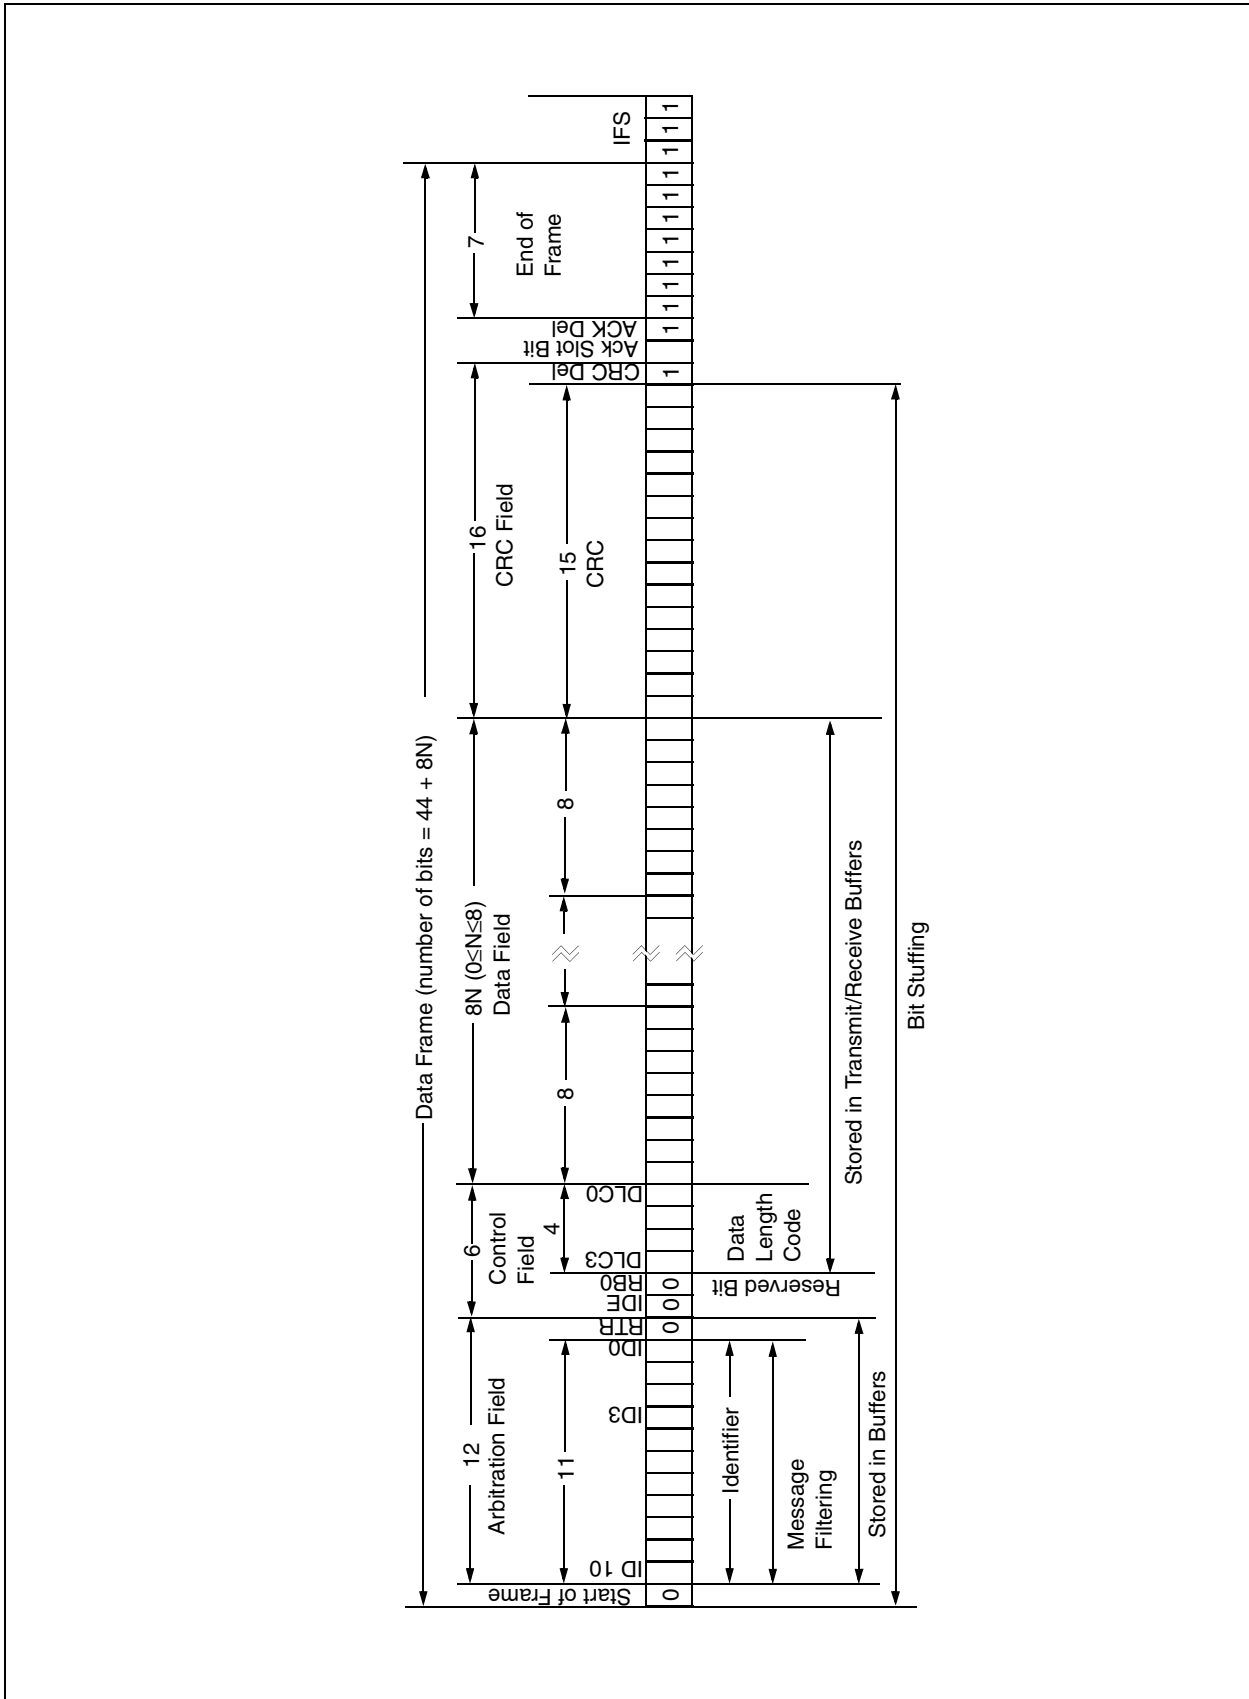 Data Frame (number of bits = 44 + 8N)
12
Arbitration Field
6
Control
Field
8N (0≤N≤8)
Data Field
16
CRC Field
7
End of
Frame
IFS
11
4
8
8
15
CRC
Start of Frame
ID 10
ID3
ID0
RTR
IDE
RB0
DLC3
DLC0
CRC Del
Ack Slot Bit
ACK Del
0
0
0
0
1
1
1
1
1
1
1
1
1
1
1
1
Identifier
Message
Filtering
Stored in Buffers
Reserved Bit
Data
Length
Code
Stored in Transmit/Receive Buffers
Bit Stuffing